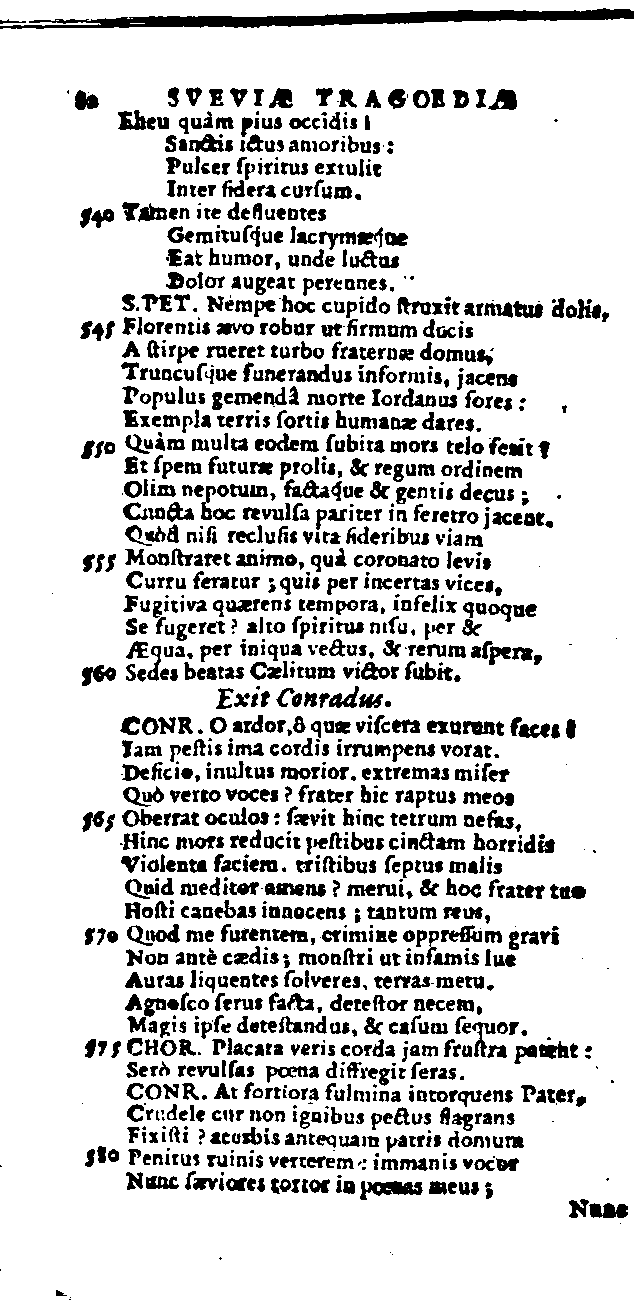 82 SVEVIÆ TRAGOEDIÆ
Eheu quàm pius occidis !
Sanctis ictus amoribus :
Pulcer ſpiritus extulit
Inter ſidera curſum.
540 Tamen ite defluentes
Gemituſque lacrymæque
Eat humor, unde luctus
Dolor augeat perennes.
S. PET. Nempe hoc cupido ſtruxit armatus dolis,
545 Florentis ævo robur ut firmum ducis
A ſtirpe rueret turbo fraternæ domus,
Truncuſque funerandus informis, jacens
Populus gemendâ morte Iordanus fores :
Exempla terris ſortis humanæ dares.
550 Quàm multa eodem ſubita mors telo ferit !
Et ſpem futuræ prolis, & regum ordinem
Olim nepotum, factaque & gentis decus ;
Cuncta hoc revulſa pariter in feretro jacent.
Quòd niſi recluſis vita ſideribus viam
555 Monſtraret animo, quâ coronato levis
Curru feratur ; quis per incertas vices,
Fugitiva quærens tempora, infelix quoque
Se fugeret ? alto ſpiritus niſu, per &
Æqua, per iniqua vectus, & rerum aſpera,
560 Sedes beatas Cælitum victor ſubit.
Exit Conradus.
CONR. O ardor, ô quæ viſcera exurunt faces !
Iam peſtis ima cordis irrumpens vorat.
Deficio, inultus morior. extremas miſer
Quò verto voces ? frater hic raptus meos
565 Oberrat oculos : ſævit hinc tetrum nefas,
Hinc mors reducit peſtibus cinctam horridis
Violenta faciem. triſtibus ſeptus malis
Quid meditor amens ? merui, & hoc frater tuo
Hoſti canebas innocens ; tantum reus,
570 Quod me furentem, crimine oppreſſum gravi
Non antè cædis ; monſtri ut infamis lue
Auras liquentes ſolveres, terras metu.
Agnoſco ſerus facta, deteſtor necem,
Magis ipſe deteſtandus, & caſum ſequor.
575 CHOR. Placata veris corda jam fruſtra patent :
Serò revulſas pœna diffregit ſeras.
CONR. At fortiora fulmina intorquens Pater,
Crudele cur non ignibus pectus flagrans
Fixiſti ? acerbis antequam patris domum
580 Penitus ruinis verterem : immanis vocor
Nunc ſæviores tortor in pœnas meus ;
Nunc